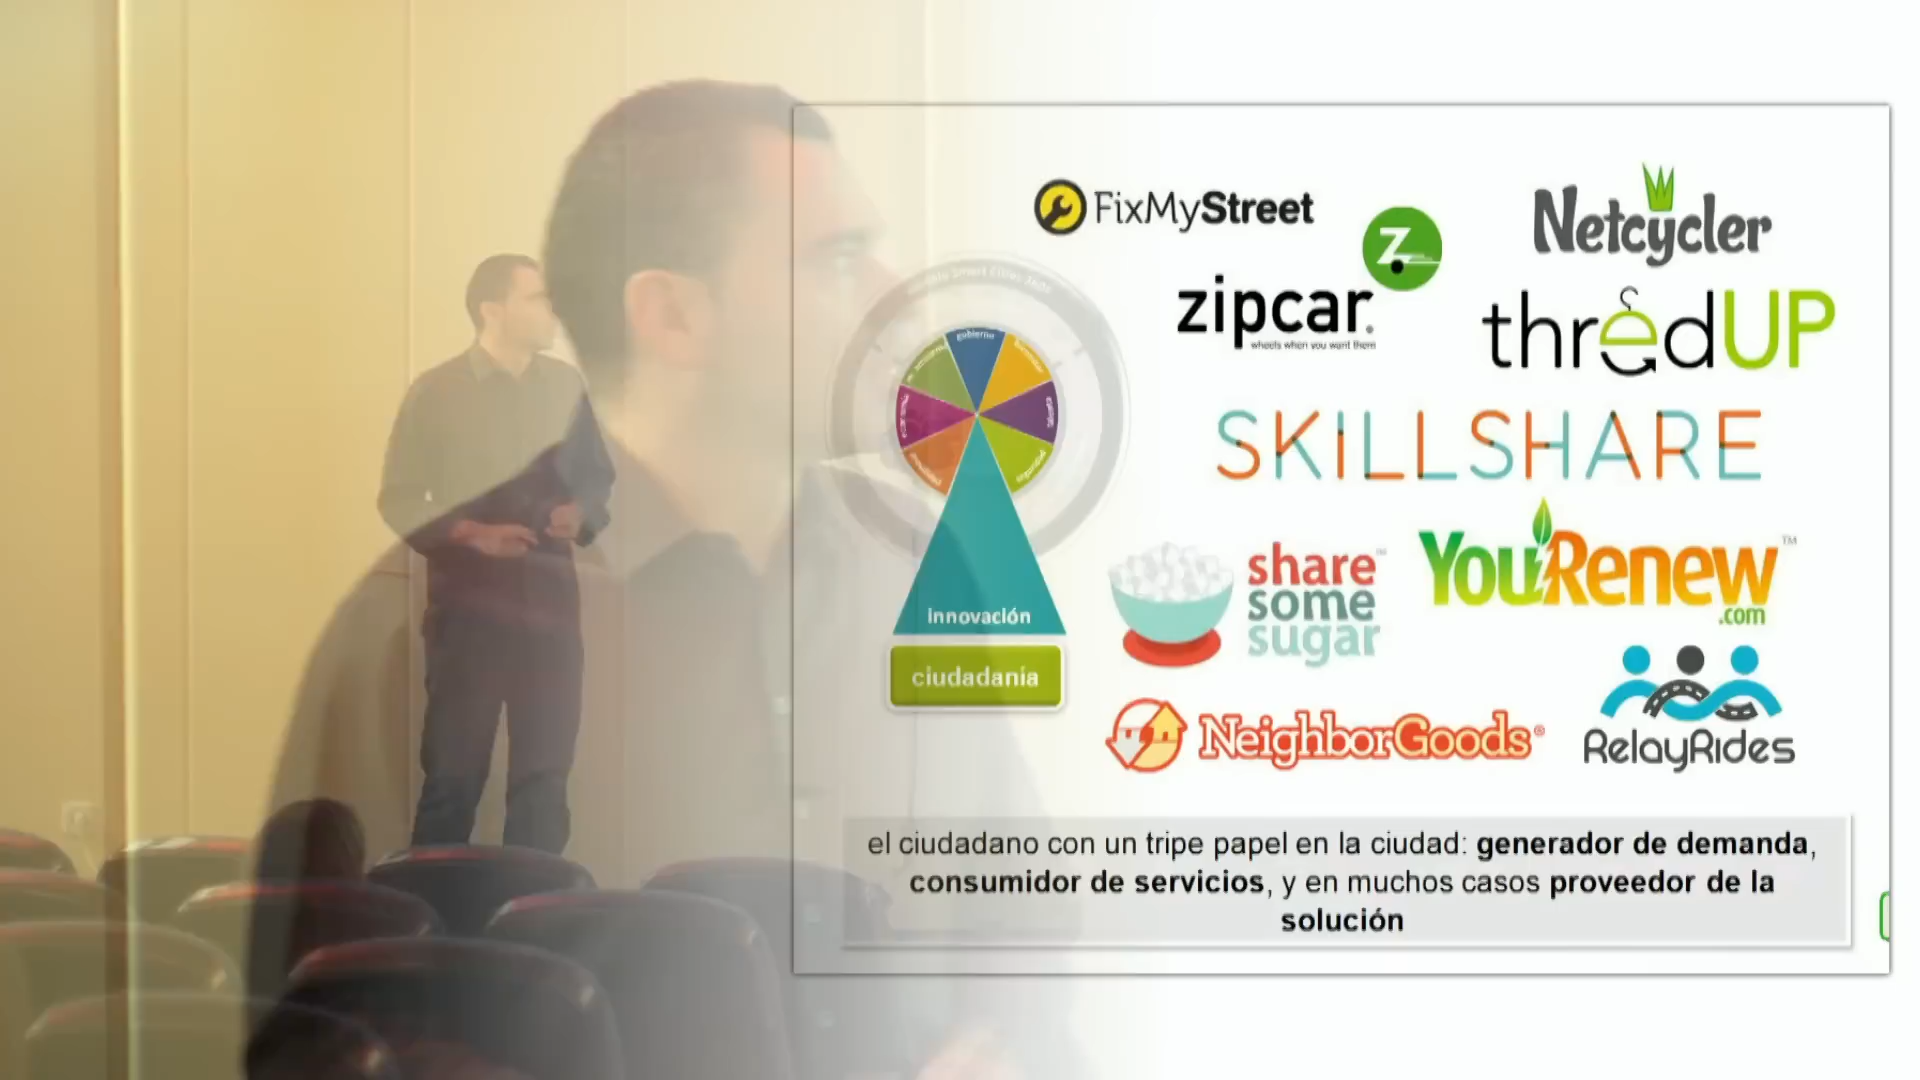 FixMyStreet
Netcycler
Z
zipcar.
wheels when you want them
thredUP
gobierno
SKILLSHARE
innovación
ciudadanía
share
some
sugar
YouRenew™
.com
NeighborGoods®
RelayRides
el ciudadano con un tripe papel en la ciudad: generador de demanda,
consumidor de servicios, y en muchos casos proveedor de la
solución